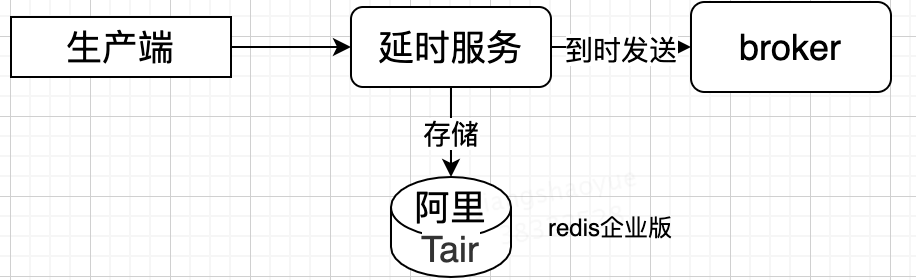 生产端
延时服务
到时发送
broker
存储
阿里
Tair
redis企业版